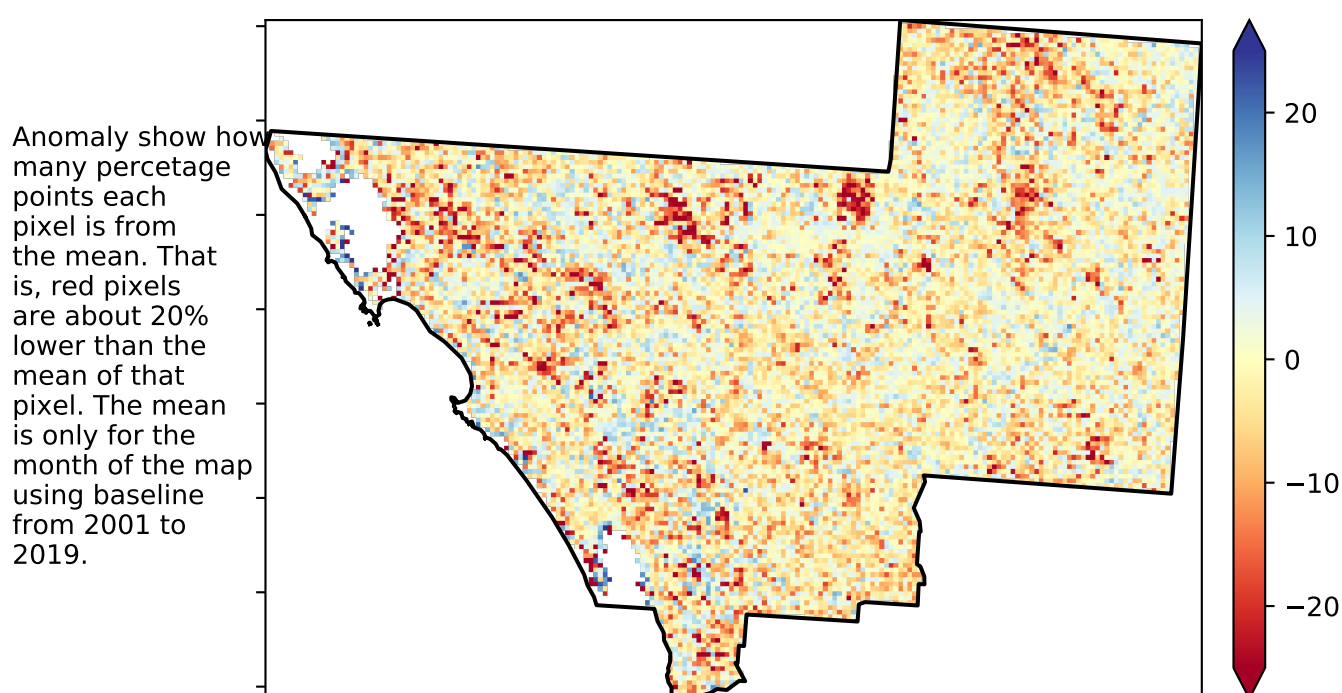 Anomaly show how
many percetage
points each
pixel is from
the mean. That
is, red pixels
are about 20%
lower than the
mean of that
pixel. The mean
is only for the
month of the map
using baseline
from 2001 to
2019.
20
10
0
−10
−20